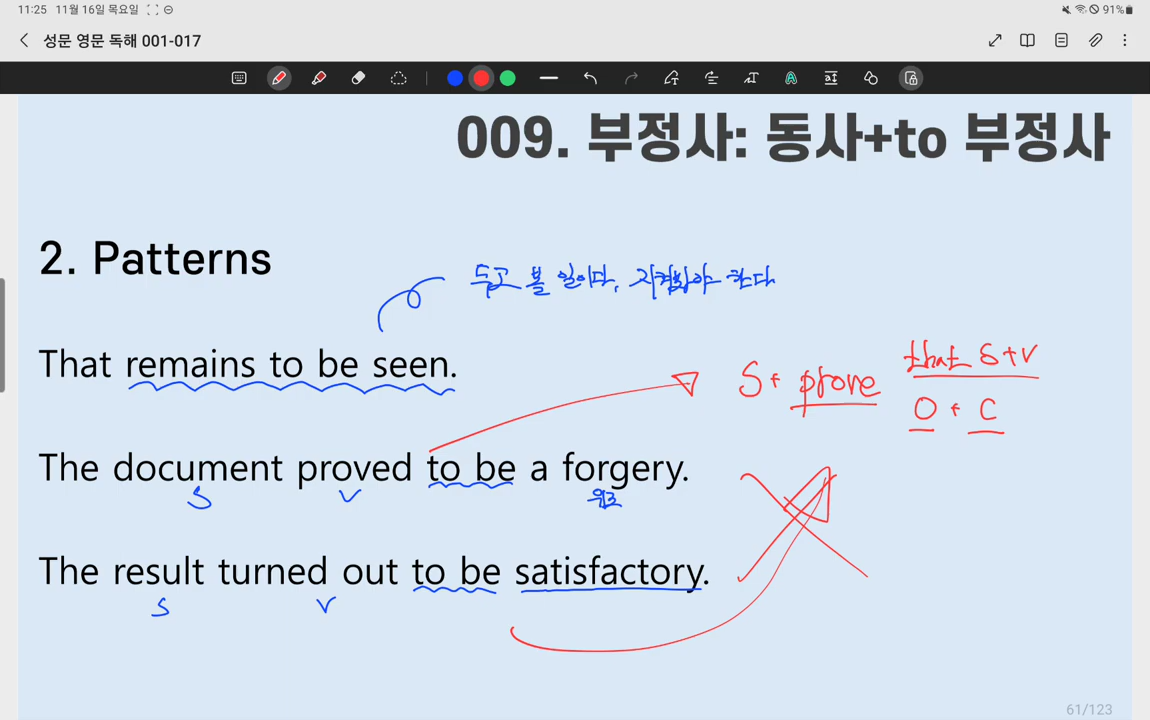 11:25 11월 16일 목요일
91%
성문 영문 독해 001-017
009. 부정사: 동사+to 부정사
2. Patterns
두고 볼 일이다, 지켜봐야 한다
That remains to be seen.
S + prove that S+V
O + C
The document proved to be a forgery.
S V 위조
The result turned out to be satisfactory.
S V
61/123